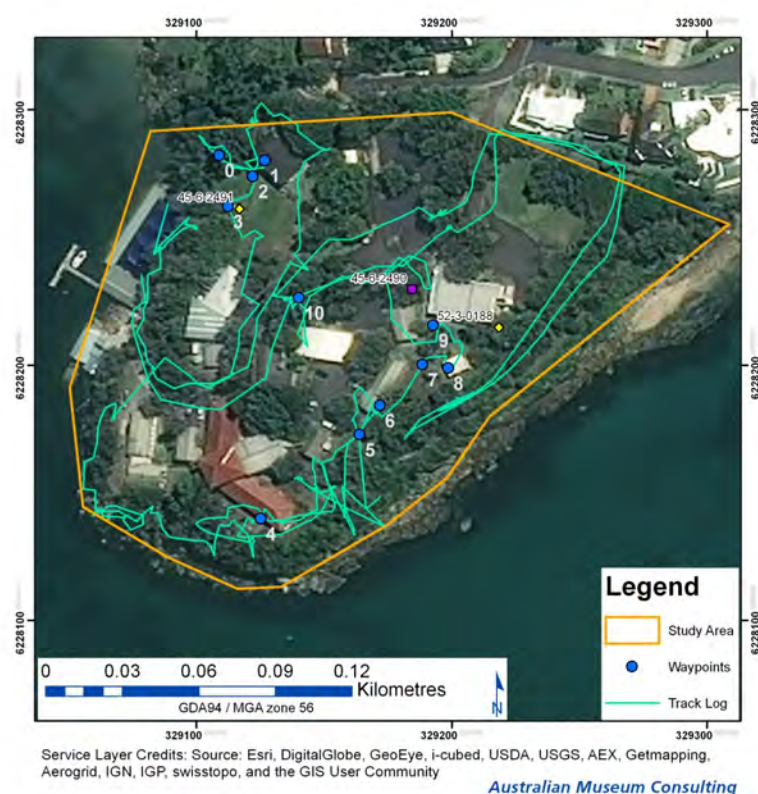 329100 329200 329300
6228300 6228300
0 1
2
45-6-2491
3
45-6-2490
10
52-3-0188
9
6228200 6228200
7 8
6
5
4
Legend
Study Area
Waypoints
Track Log
6228100 6228100
0 0.03 0.06 0.09 0.12
Kilometres
GDA94 / MGA zone 56
N
329100 329200 329300
Service Layer Credits: Source: Esri, DigitalGlobe, GeoEye, i-cubed, USDA, USGS, AEX, Getmapping,
Aerogrid, IGN, IGP, swisstopo, and the GIS User Community
Australian Museum Consulting